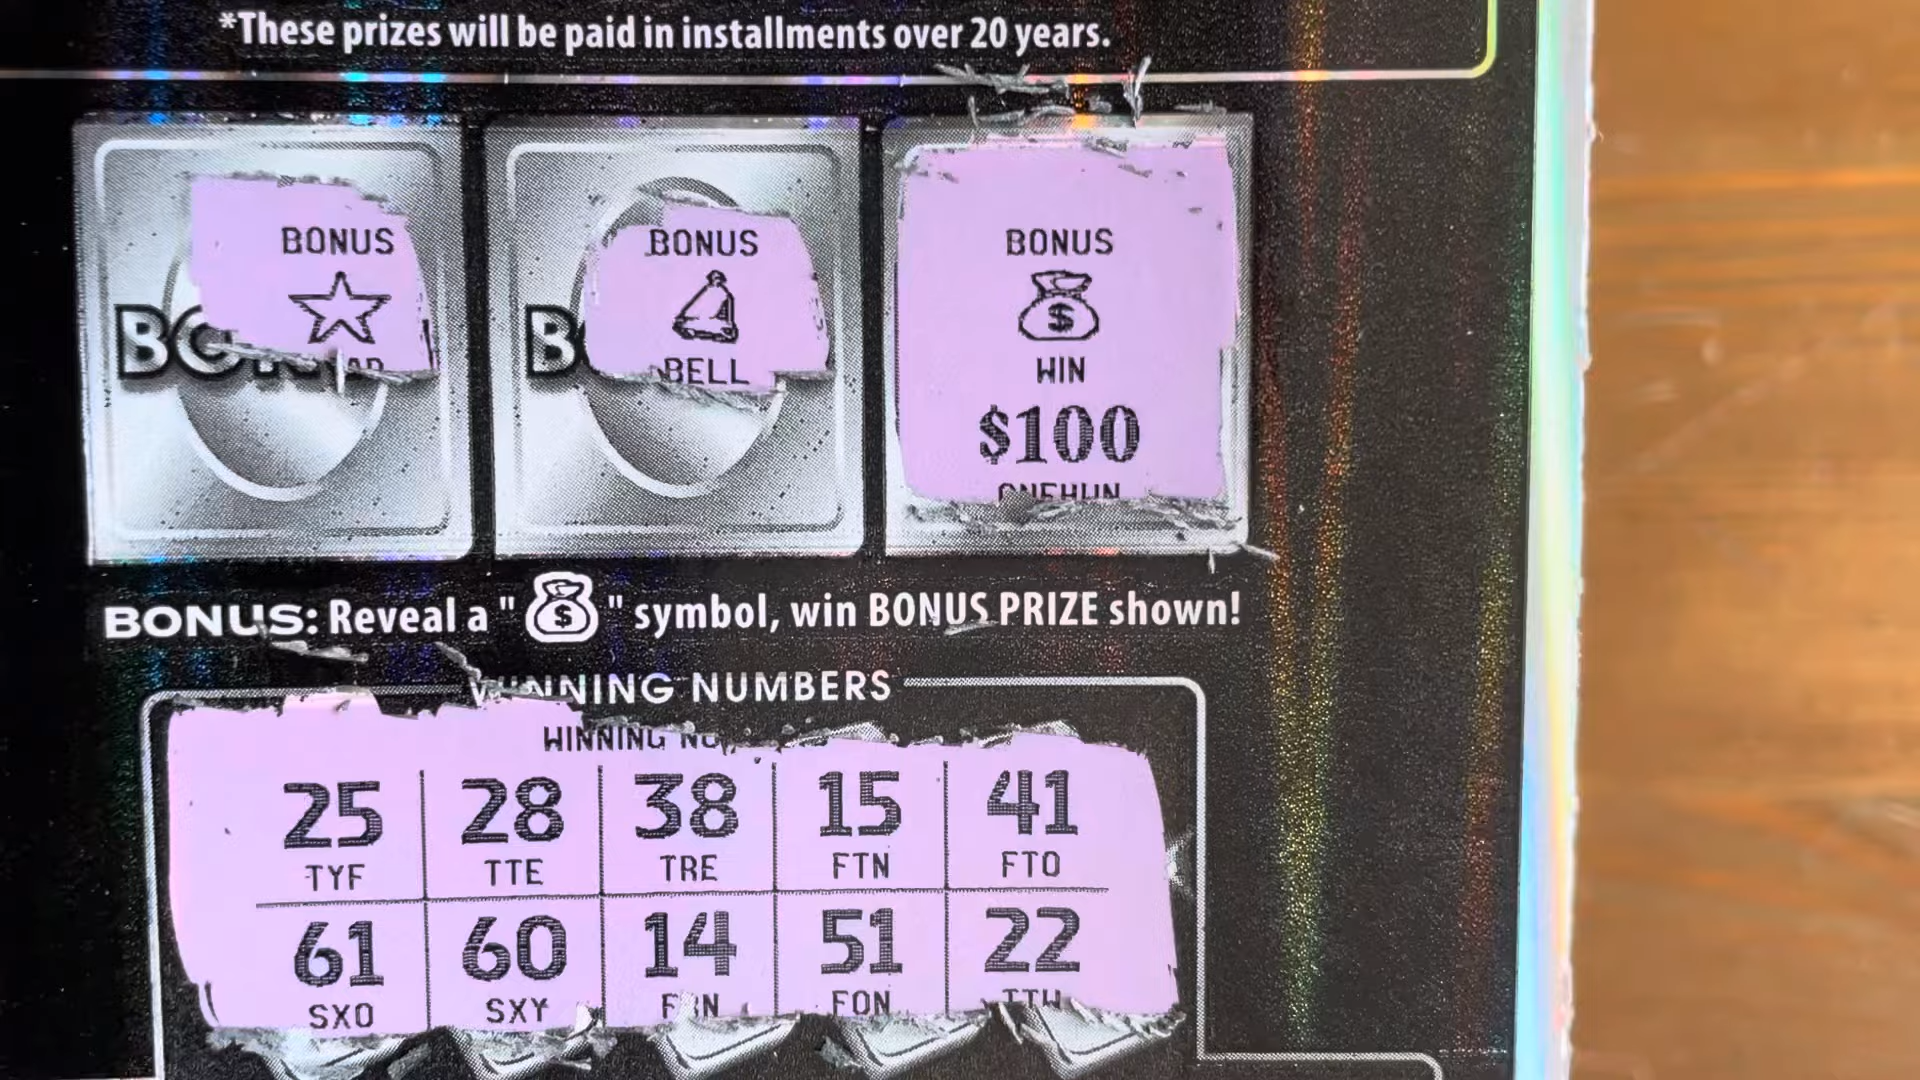 *These prizes will be paid in installments over 20 years.
BONUS BONUS BONUS
BELL WIN
$100
BONUS: Reveal a " $ " symbol, win BONUS PRIZE shown!
WINNING NUMBERS
WINNING
25 28 38 15 41
TYF TTE TRE FTN FTO
61 60 14 51 22
SXO SXY FON